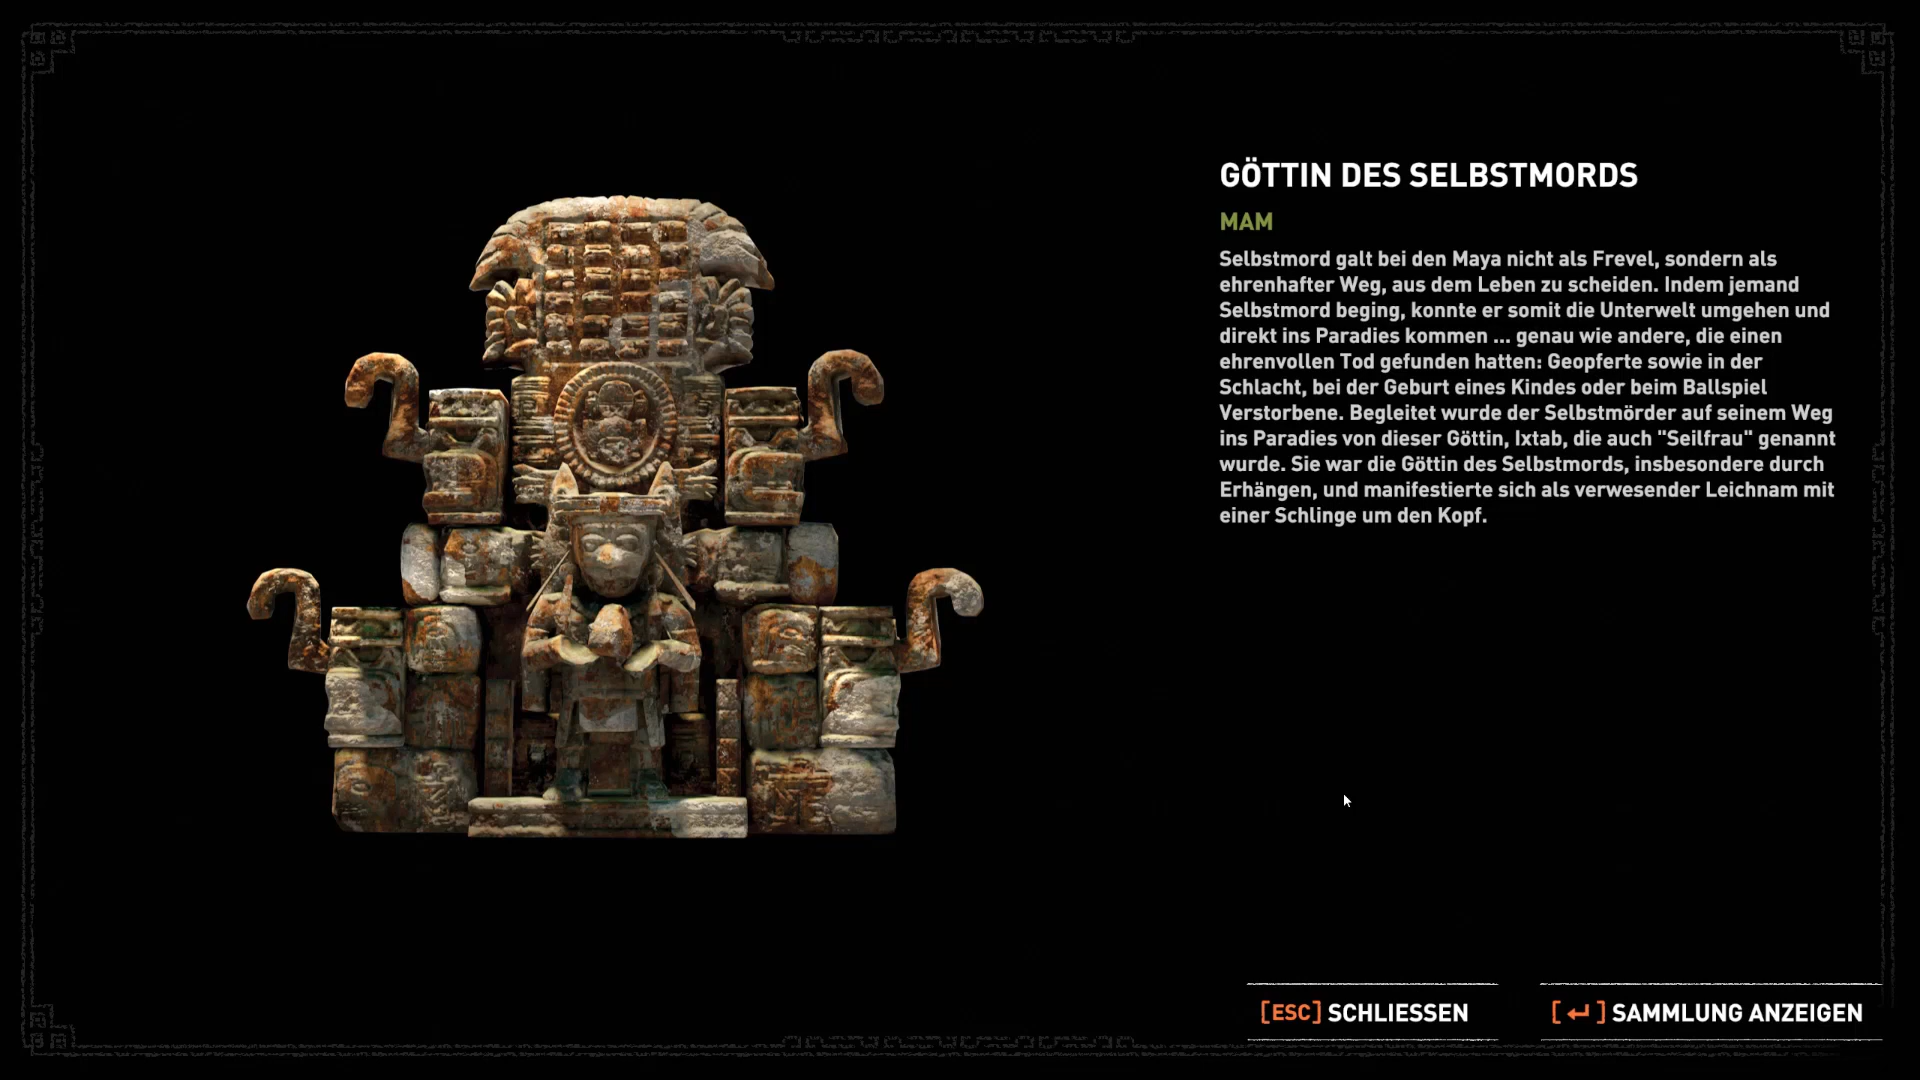 GÖTTIN DES SELBSTMORDS
MAM
Selbstmord galt bei den Maya nicht als Frevel, sondern als
ehrenhafter Weg, aus dem Leben zu scheiden. Indem jemand
Selbstmord beging, konnte er somit die Unterwelt umgehen und
direkt ins Paradies kommen ... genau wie andere, die einen
ehrenvollen Tod gefunden hatten: Geopferte sowie in der
Schlacht, bei der Geburt eines Kindes oder beim Ballspiel
Verstorbene. Begleitet wurde der Selbstmörder auf seinem Weg
ins Paradies von dieser Göttin, Ixtab, die auch "Seilfrau" genannt
wurde. Sie war die Göttin des Selbstmords, insbesondere durch
Erhängen, und manifestierte sich als verwesender Leichnam mit
einer Schlinge um den Kopf.
[ESC] SCHLIESSEN
[↵] SAMMLUNG ANZEIGEN